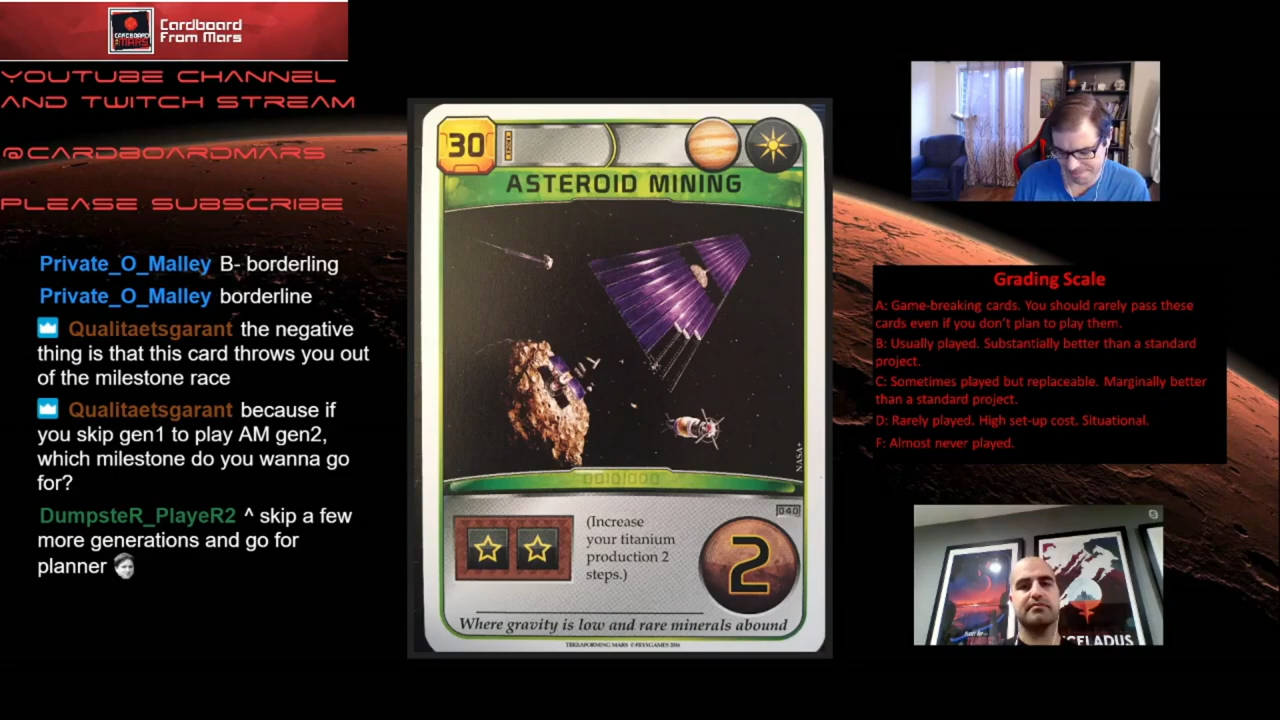 Cardboard
From Mars
YOUTUBE CHANNEL
AND TWITCH STREAM
@CARDBOARDMARS
PLEASE SUBSCRIBE
Private_O_Malley B- borderling
Private_O_Malley borderline
Qualitaetsgarant the negative
thing is that this card throws you out
of the milestone race
Qualitaetsgarant because if
you skip gen1 to play AM gen2,
which milestone do you wanna go
for?
DumpsteR_PlayeR2 ^ skip a few
more generations and go for
planner
30
ASTEROID MINING
NASA+
040
(Increase
your titanium
production 2
steps.)
2
Where gravity is low and rare minerals abound
TERRAFORMING MARS ©FRYXGAMES 2016
Grading Scale
A: Game-breaking cards. You should rarely pass these
cards even if you don't plan to play them.
B: Usually played. Substantially better than a standard
project.
C: Sometimes played but replaceable. Marginally better
than a standard project.
D: Rarely played. High set-up cost. Situational.
F: Almost never played.
CELADUS